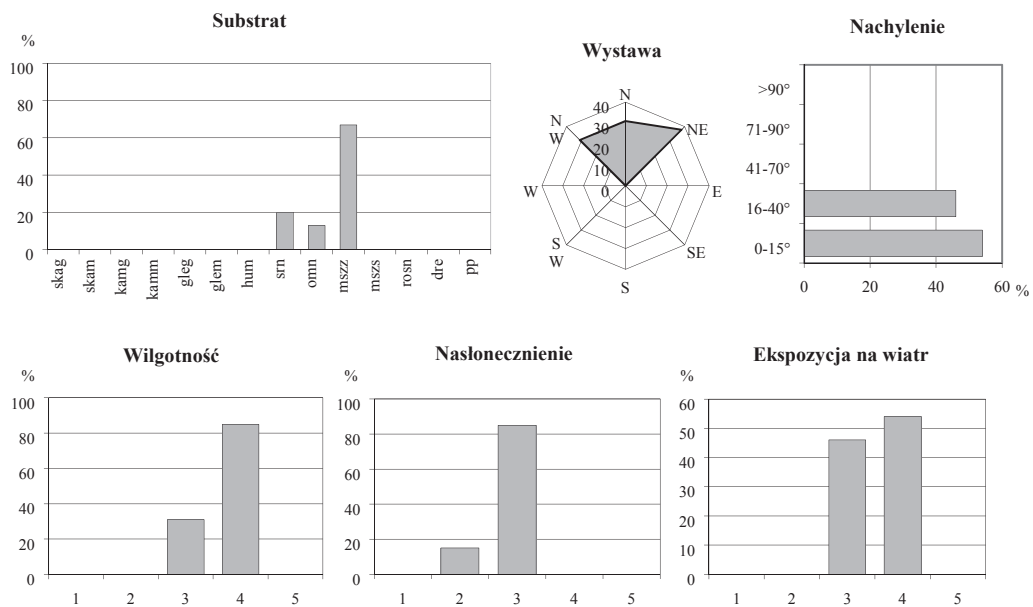 Substrat
%
100
80
60
40
20
0
skag
skam
kamg
kamm
gleg
glem
hum
srn
omn
mszz
mszs
rosn
dre
pp
Wystawa
N
NE
E
SE
S
S
W
W
N
W
40
30
20
10
0
Nachylenie
>90°
71-90°
41-70°
16-40°
0-15°
0 20 40 60 %
Wilgotność
%
100
80
60
40
20
0
1 2 3 4 5
Nasłonecznienie
%
100
80
60
40
20
0
1 2 3 4 5
Ekspozycja na wiatr
%
60
50
40
30
20
10
0
1 2 3 4 5